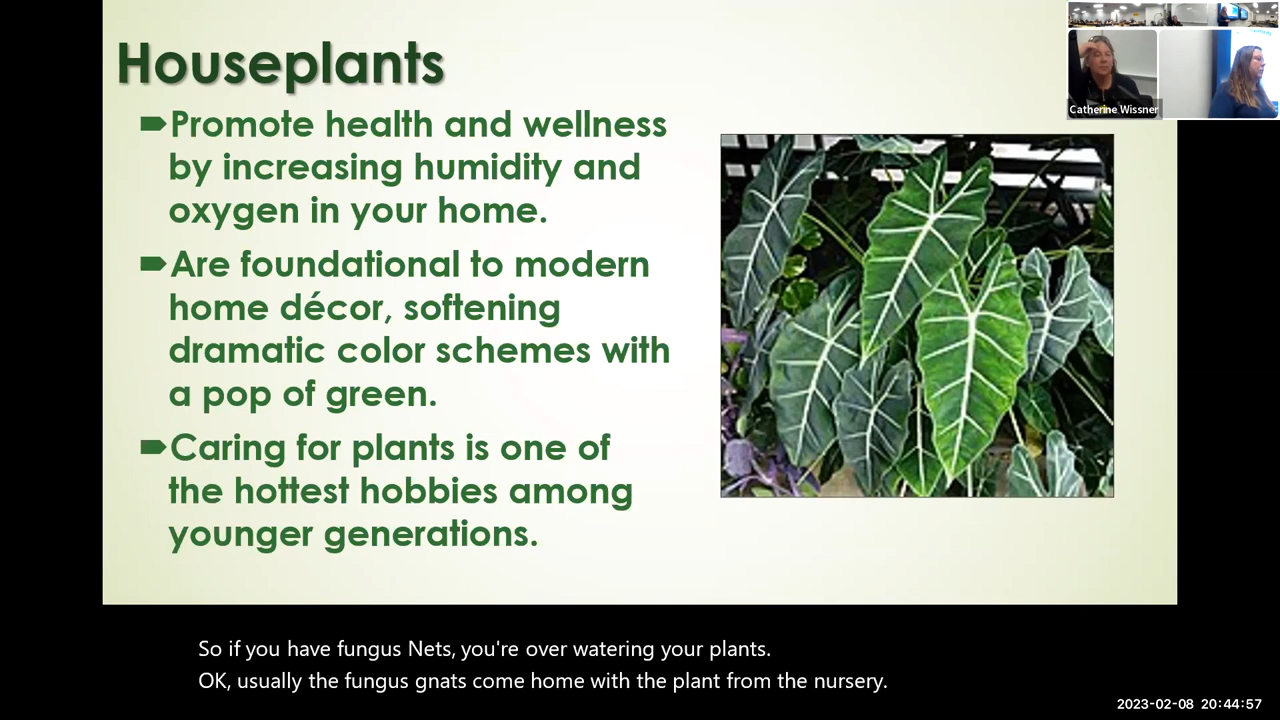 Houseplants
Promote health and wellness
by increasing humidity and
oxygen in your home.
Are foundational to modern
home décor, softening
dramatic color schemes with
a pop of green.
Caring for plants is one of
the hottest hobbies among
younger generations.
Catherine Wissner
So if you have fungus Nets, you're over watering your plants.
OK, usually the fungus gnats come home with the plant from the nursery.
2023-02-08 20:44:57